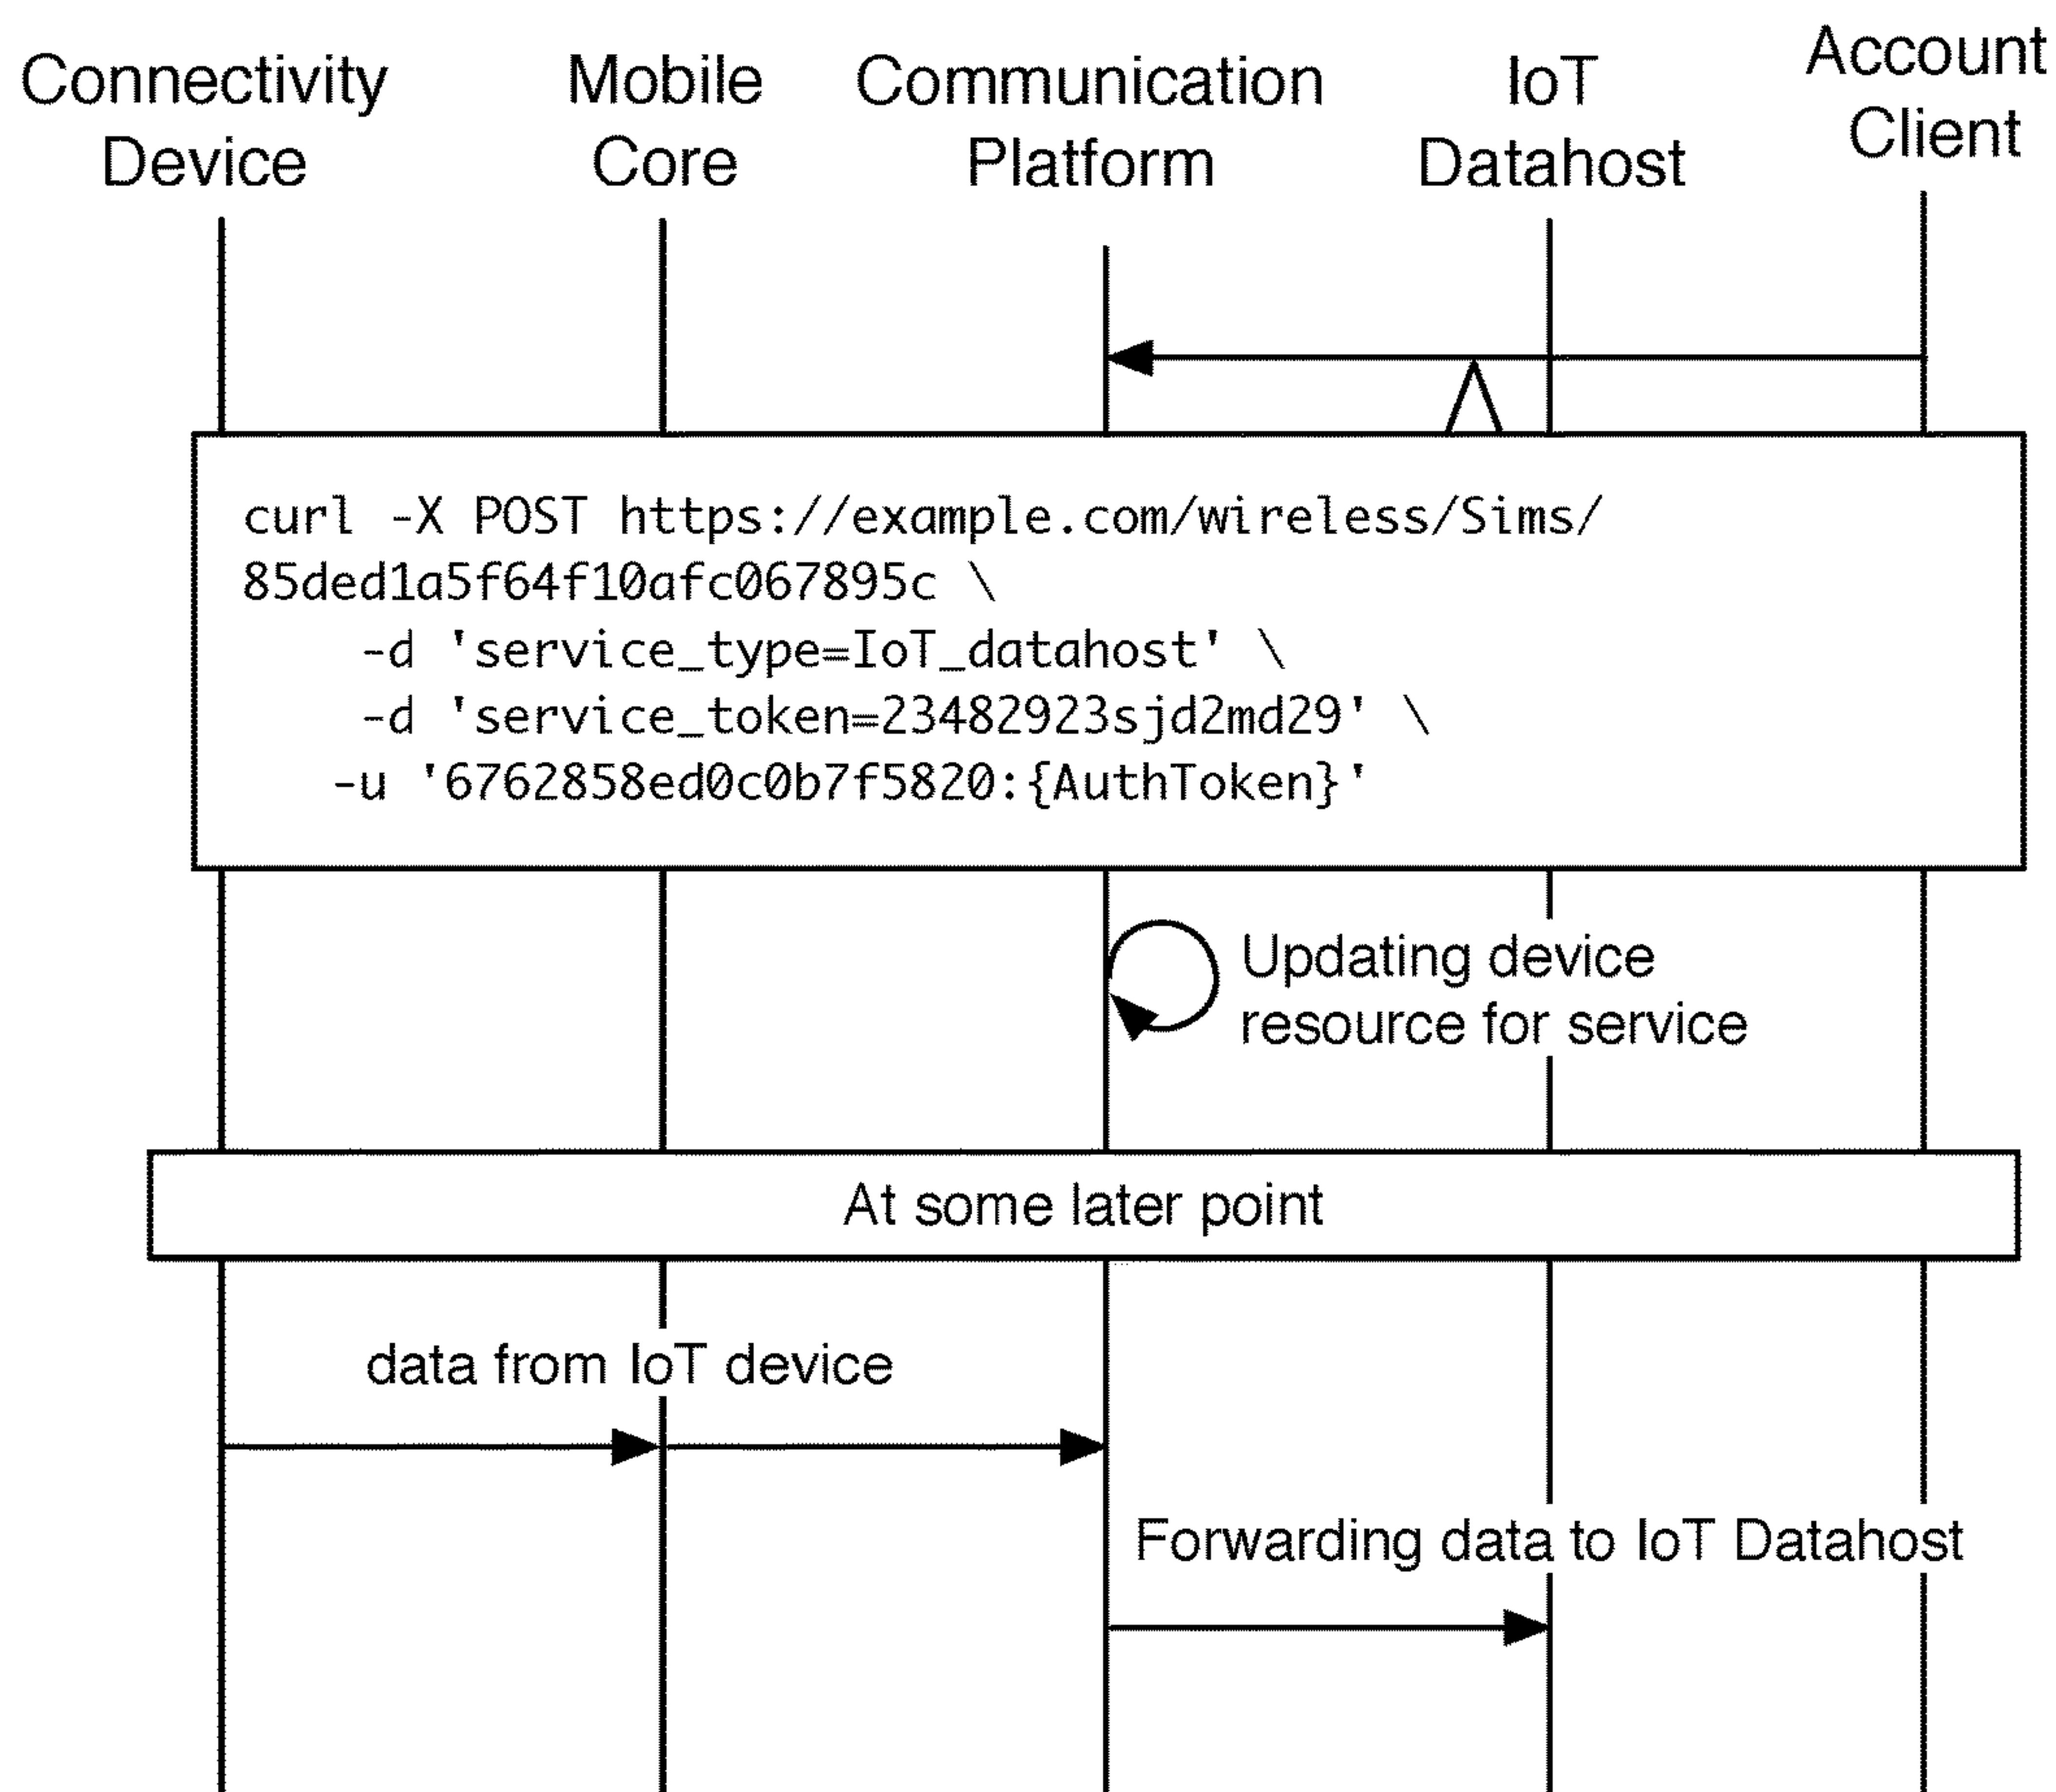 Connectivity
Device
Mobile
Core
Communication
Platform
IoT
Datahost
Account
Client
curl -X POST https://example.com/wireless/Sims/
85ded1a5f64f10afc067895c \
-d 'service_type=IoT_datahost' \
-d 'service_token=23482923sjd2md29' \
-u '6762858ed0c0b7f5820:{AuthToken}'
Updating device
resource for service
At some later point
data from IoT device
Forwarding data to IoT Datahost